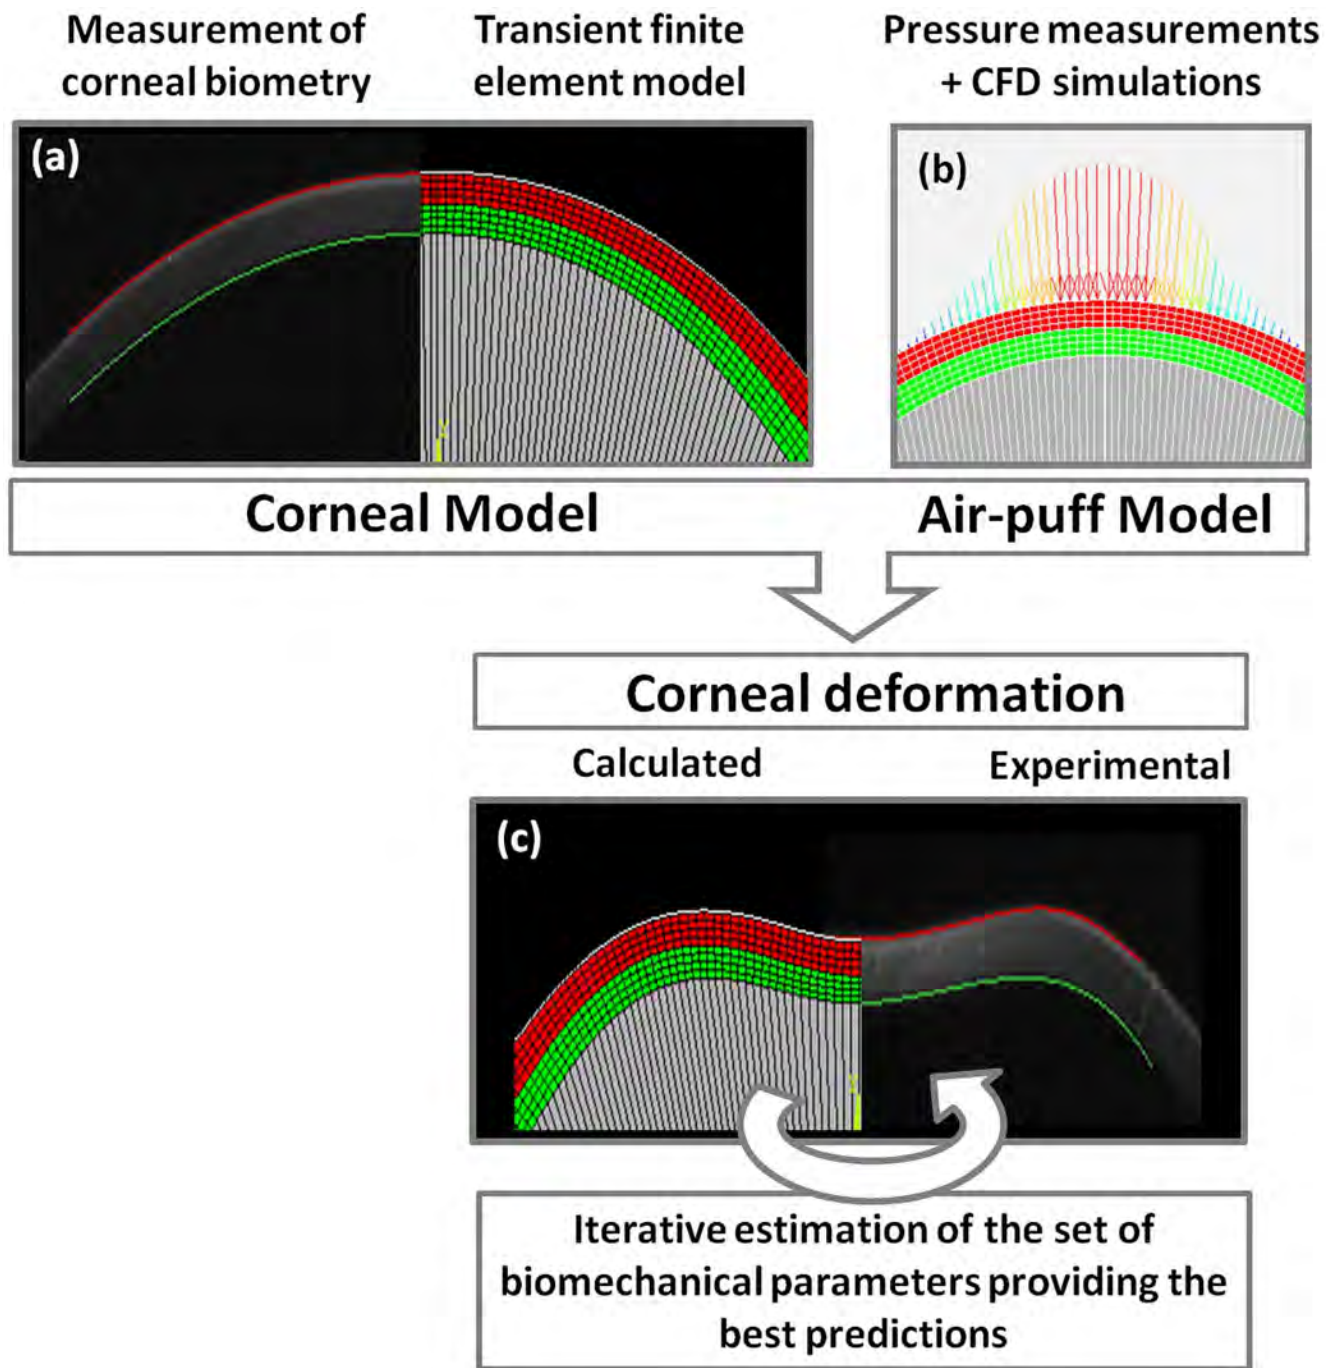 Measurement of
corneal biometry
Transient finite
element model
Pressure measurements
+ CFD simulations
(a)
(b)
Corneal Model
Air-puff Model
Corneal deformation
Calculated
Experimental
(c)
Iterative estimation of the set of
biomechanical parameters providing the
best predictions